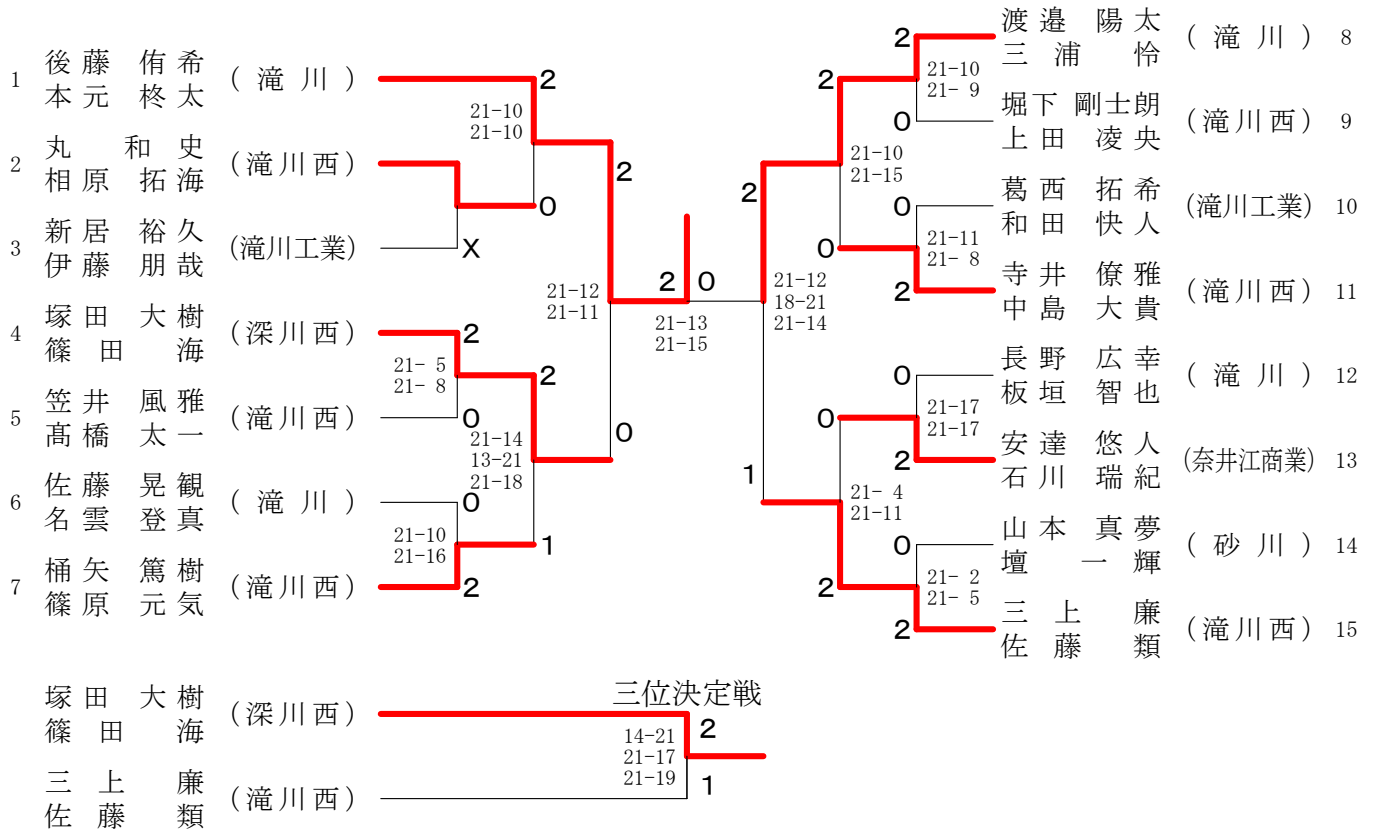 1 後藤 侑希 (滝川)
本元 柊太
2 丸 和史 (滝川西)
相原 拓海
3 新居 裕久 (滝川工業)
伊藤 朋哉
4 塚田 大樹 (深川西)
篠田 海
5 笠井 風雅 (滝川西)
髙橋 太一
6 佐藤 晃観 (滝川)
名雲 登真
7 桶矢 篤樹 (滝川西)
篠原 元気
2
21-10
21-10
0
X
2
21- 5
21- 8
0
0
21-10
21-16
2
2
21-14
13-21
21-18
1
2
21-12
21-11
0
2 0
21-13
21-15
2
21-12
18-21
21-14
1
2
21-10
21-15
0
0
21- 4
21-11
2
2
21-10
21- 9
0
0
21-11
21- 8
2
0
21-17
21-17
2
0
21- 2
21- 5
2
渡邉 陽太 (滝川) 8
三浦 怜
堀下 剛士朗 (滝川西) 9
上田 凌央
葛西 拓希 (滝川工業) 10
和田 快人
寺井 僚雅 (滝川西) 11
中島 大貴
長野 広幸 (滝川) 12
板垣 智也
安達 悠人 (奈井江商業) 13
石川 瑞紀
山本 真夢 (砂川) 14
壇 一輝
三上 廉 (滝川西) 15
佐藤 類
三位決定戦
塚田 大樹 (深川西)
篠田 海
三上 廉 (滝川西)
佐藤 類
2
14-21
21-17
21-19
1